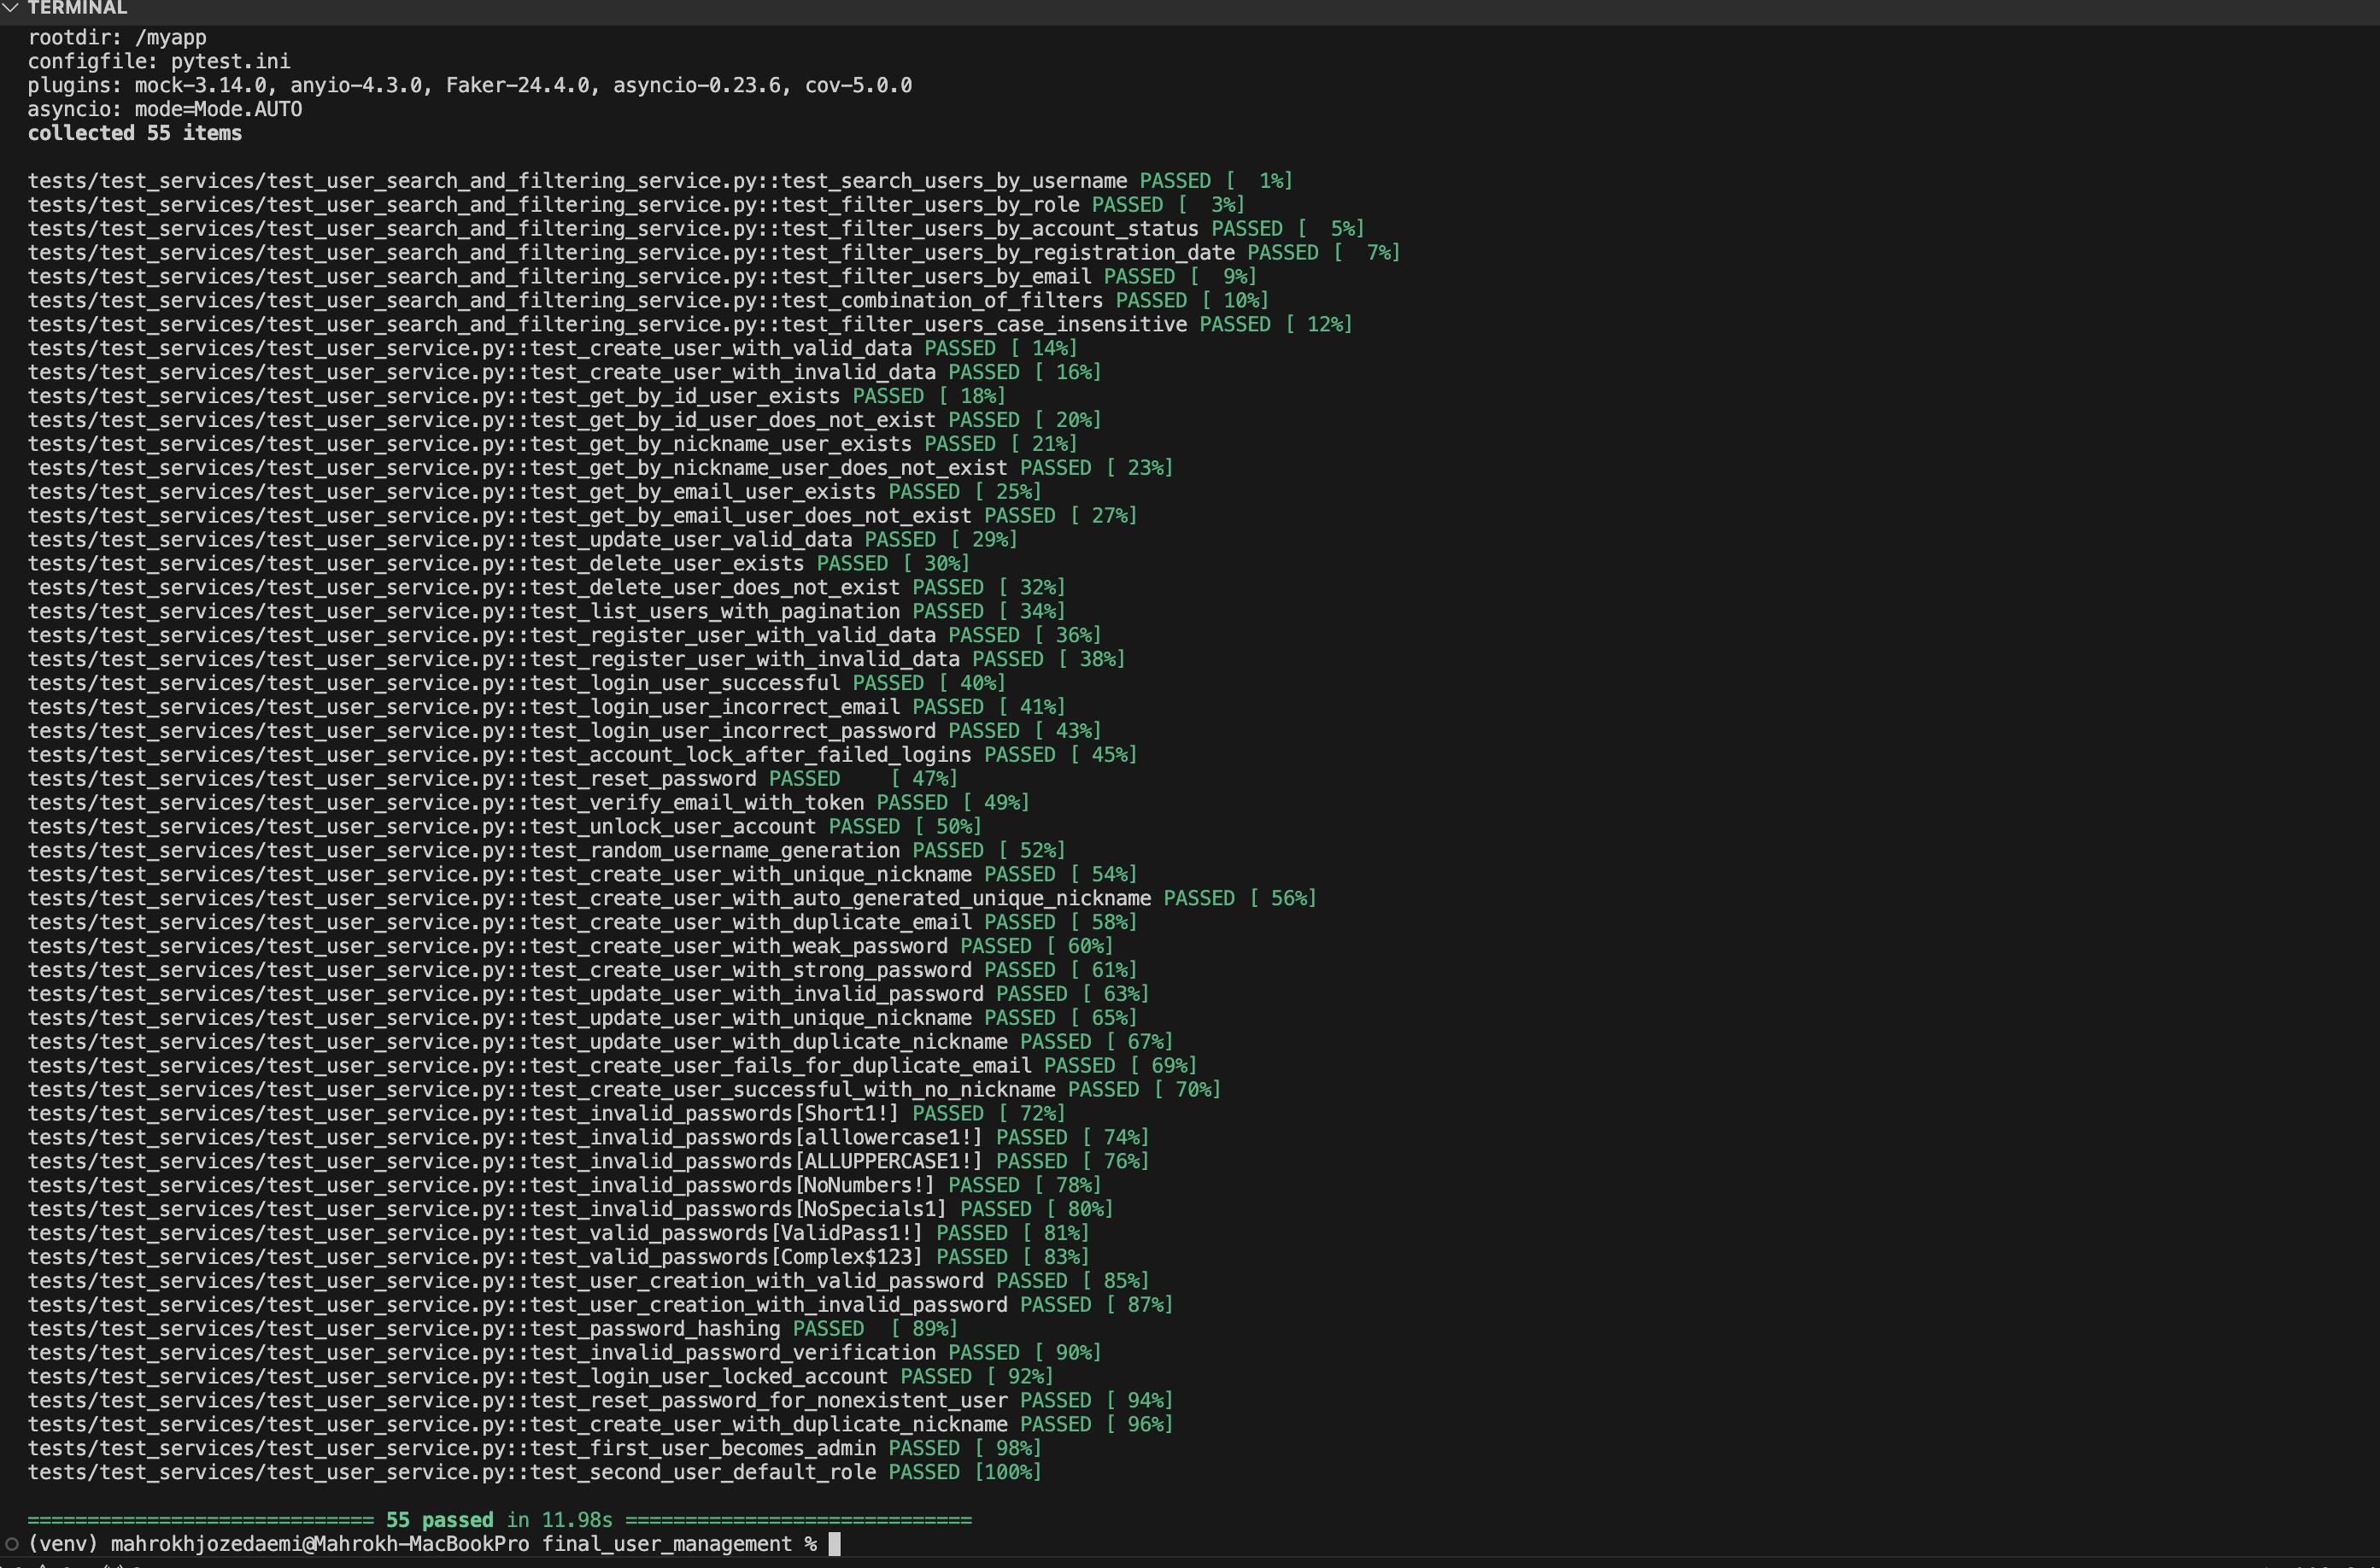 TERMINAL
rootdir: /myapp
configfile: pytest.ini
plugins: mock-3.14.0, anyio-4.3.0, Faker-24.4.0, asyncio-0.23.6, cov-5.0.0
asyncio: mode=Mode.AUTO
collected 55 items
tests/test_services/test_user_search_and_filtering_service.py::test_search_users_by_username PASSED [  1%]
tests/test_services/test_user_search_and_filtering_service.py::test_filter_users_by_role PASSED [  3%]
tests/test_services/test_user_search_and_filtering_service.py::test_filter_users_by_account_status PASSED [  5%]
tests/test_services/test_user_search_and_filtering_service.py::test_filter_users_by_registration_date PASSED [  7%]
tests/test_services/test_user_search_and_filtering_service.py::test_filter_users_by_email PASSED [  9%]
tests/test_services/test_user_search_and_filtering_service.py::test_combination_of_filters PASSED [ 10%]
tests/test_services/test_user_search_and_filtering_service.py::test_filter_users_case_insensitive PASSED [ 12%]
tests/test_services/test_user_service.py::test_create_user_with_valid_data PASSED [ 14%]
tests/test_services/test_user_service.py::test_create_user_with_invalid_data PASSED [ 16%]
tests/test_services/test_user_service.py::test_get_by_id_user_exists PASSED [ 18%]
tests/test_services/test_user_service.py::test_get_by_id_user_does_not_exist PASSED [ 20%]
tests/test_services/test_user_service.py::test_get_by_nickname_user_exists PASSED [ 21%]
tests/test_services/test_user_service.py::test_get_by_nickname_user_does_not_exist PASSED [ 23%]
tests/test_services/test_user_service.py::test_get_by_email_user_exists PASSED [ 25%]
tests/test_services/test_user_service.py::test_get_by_email_user_does_not_exist PASSED [ 27%]
tests/test_services/test_user_service.py::test_update_user_valid_data PASSED [ 29%]
tests/test_services/test_user_service.py::test_delete_user_exists PASSED [ 30%]
tests/test_services/test_user_service.py::test_delete_user_does_not_exist PASSED [ 32%]
tests/test_services/test_user_service.py::test_list_users_with_pagination PASSED [ 34%]
tests/test_services/test_user_service.py::test_register_user_with_valid_data PASSED [ 36%]
tests/test_services/test_user_service.py::test_register_user_with_invalid_data PASSED [ 38%]
tests/test_services/test_user_service.py::test_login_user_successful PASSED [ 40%]
tests/test_services/test_user_service.py::test_login_user_incorrect_email PASSED [ 41%]
tests/test_services/test_user_service.py::test_login_user_incorrect_password PASSED [ 43%]
tests/test_services/test_user_service.py::test_account_lock_after_failed_logins PASSED [ 45%]
tests/test_services/test_user_service.py::test_reset_password PASSED    [ 47%]
tests/test_services/test_user_service.py::test_verify_email_with_token PASSED [ 49%]
tests/test_services/test_user_service.py::test_unlock_user_account PASSED [ 50%]
tests/test_services/test_user_service.py::test_random_username_generation PASSED [ 52%]
tests/test_services/test_user_service.py::test_create_user_with_unique_nickname PASSED [ 54%]
tests/test_services/test_user_service.py::test_create_user_with_auto_generated_unique_nickname PASSED [ 56%]
tests/test_services/test_user_service.py::test_create_user_with_duplicate_email PASSED [ 58%]
tests/test_services/test_user_service.py::test_create_user_with_weak_password PASSED [ 60%]
tests/test_services/test_user_service.py::test_create_user_with_strong_password PASSED [ 61%]
tests/test_services/test_user_service.py::test_update_user_with_invalid_password PASSED [ 63%]
tests/test_services/test_user_service.py::test_update_user_with_unique_nickname PASSED [ 65%]
tests/test_services/test_user_service.py::test_update_user_with_duplicate_nickname PASSED [ 67%]
tests/test_services/test_user_service.py::test_create_user_fails_for_duplicate_email PASSED [ 69%]
tests/test_services/test_user_service.py::test_create_user_successful_with_no_nickname PASSED [ 70%]
tests/test_services/test_user_service.py::test_invalid_passwords[Short1!] PASSED [ 72%]
tests/test_services/test_user_service.py::test_invalid_passwords[alllowercase1!] PASSED [ 74%]
tests/test_services/test_user_service.py::test_invalid_passwords[ALLUPPERCASE1!] PASSED [ 76%]
tests/test_services/test_user_service.py::test_invalid_passwords[NoNumbers!] PASSED [ 78%]
tests/test_services/test_user_service.py::test_invalid_passwords[NoSpecials1] PASSED [ 80%]
tests/test_services/test_user_service.py::test_valid_passwords[ValidPass1!] PASSED [ 81%]
tests/test_services/test_user_service.py::test_valid_passwords[Complex$123] PASSED [ 83%]
tests/test_services/test_user_service.py::test_user_creation_with_valid_password PASSED [ 85%]
tests/test_services/test_user_service.py::test_user_creation_with_invalid_password PASSED [ 87%]
tests/test_services/test_user_service.py::test_password_hashing PASSED  [ 89%]
tests/test_services/test_user_service.py::test_invalid_password_verification PASSED [ 90%]
tests/test_services/test_user_service.py::test_login_user_locked_account PASSED [ 92%]
tests/test_services/test_user_service.py::test_reset_password_for_nonexistent_user PASSED [ 94%]
tests/test_services/test_user_service.py::test_create_user_with_duplicate_nickname PASSED [ 96%]
tests/test_services/test_user_service.py::test_first_user_becomes_admin PASSED [ 98%]
tests/test_services/test_user_service.py::test_second_user_default_role PASSED [100%]
============================= 55 passed in 11.98s =============================
(venv) mahrokhjozedaemi@Mahrokh-MacBookPro final_user_management %